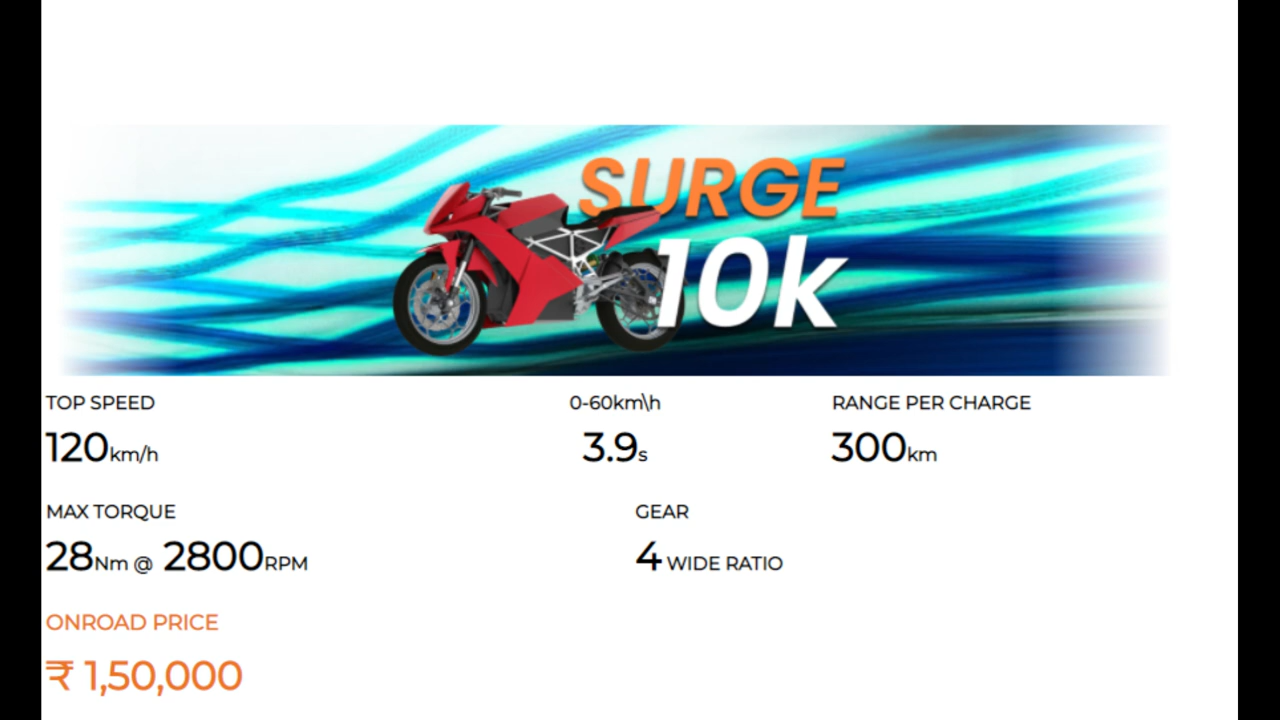 SURGE
10k
TOP SPEED
0-60km\h
RANGE PER CHARGE
120km/h
3.9s
300km
MAX TORQUE
GEAR
28Nm @ 2800RPM
4 WIDE RATIO
ONROAD PRICE
₹ 1,50,000